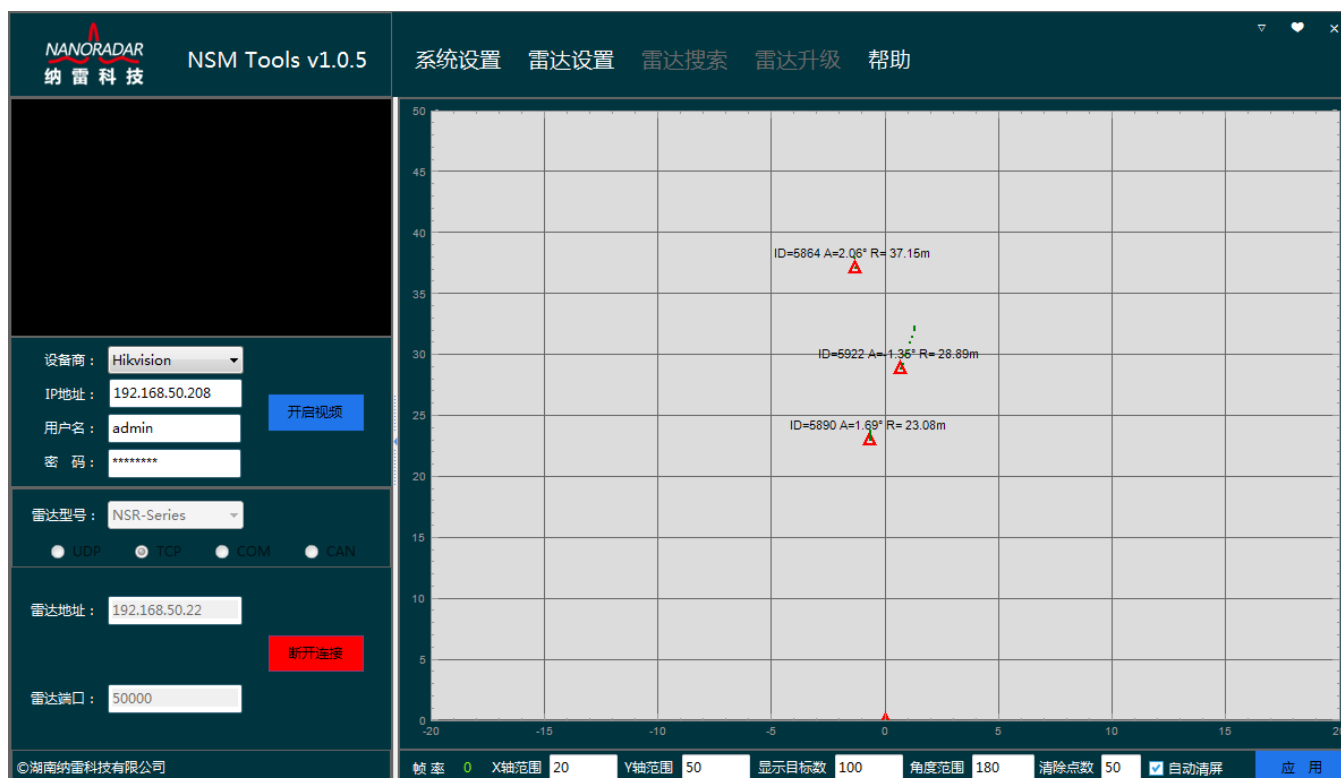 NANORADAR
纳雷科技
NSM Tools v1.0.5
系统设置 雷达设置 雷达搜索 雷达升级 帮助
设备商： Hikvision
IP地址： 192.168.50.208
开启视频
用户名： admin
密 码： ********
雷达型号： NSR-Series
UDP TCP COM CAN
雷达地址： 192.168.50.22
断开连接
雷达端口： 50000
©湖南纳雷科技有限公司
50
45
40
ID=5864 A=2.06° R= 37.15m
35
30
ID=5922 A=-1.35° R= 28.89m
25
ID=5890 A=1.69° R= 23.08m
20
15
10
5
0
-20 -15 -10 -5 0 5 10 15 20
帧率 0 X轴范围 20 Y轴范围 50 显示目标数 100 角度范围 180 清除点数 50 自动清屏 应 用